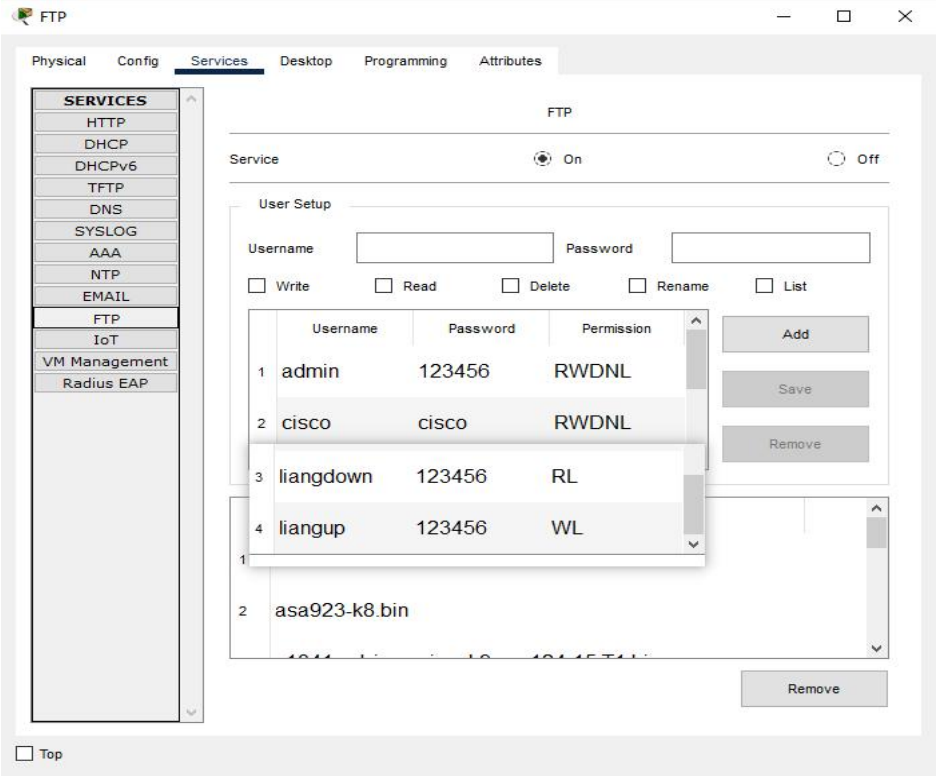 FTP
Physical Config Services Desktop Programming Attributes
SERVICES
HTTP
DHCP
DHCPv6
TFTP
DNS
SYSLOG
AAA
NTP
EMAIL
FTP
IoT
VM Management
Radius EAP
FTP
Service On Off
User Setup
Username Password
Write Read Delete Rename List
Username Password Permission
1 admin 123456 RWDNL
2 cisco cisco RWDNL
3 liangdown 123456 RL
4 liangup 123456 WL
Add
Save
Remove
1
2 asa923-k8.bin
Remove
Top